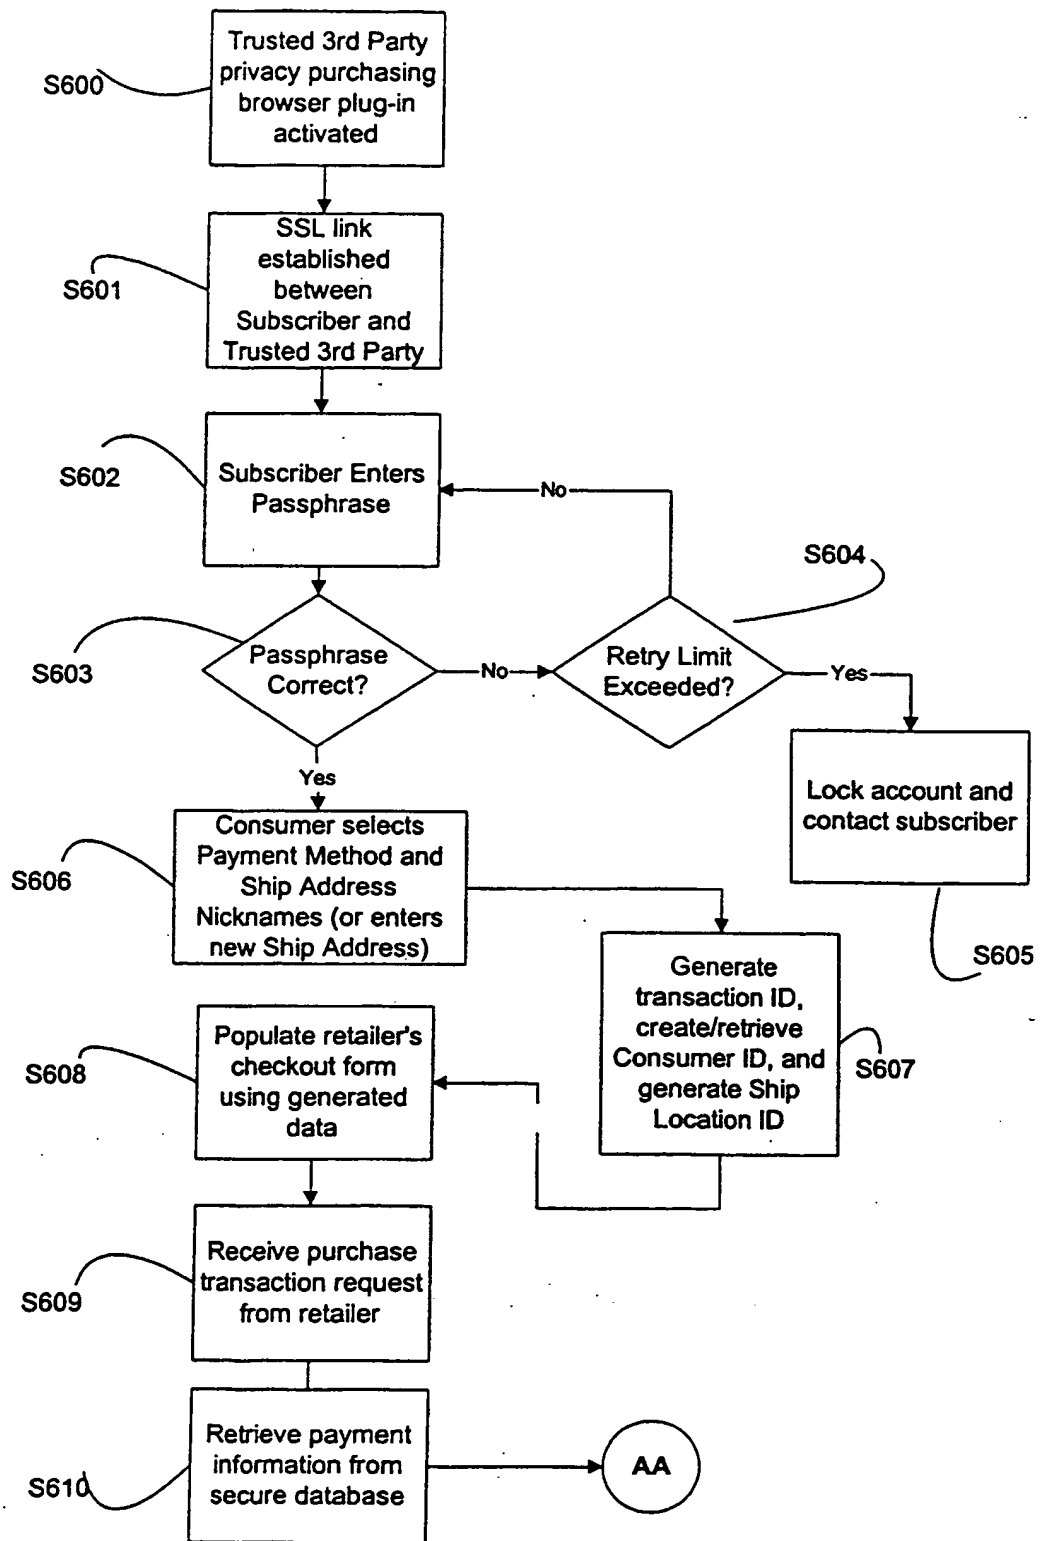 Trusted 3rd Party
privacy purchasing
browser plug-in
activated
S600
SSL link
established
between
Subscriber and
Trusted 3rd Party
S601
Subscriber Enters
Passphrase
S602
No
S604
Passphrase
Correct?
S603
No
Retry Limit
Exceeded?
Yes
Yes
Lock account and
contact subscriber
S605
Consumer selects
Payment Method and
Ship Address
Nicknames (or enters
new Ship Address)
S606
Generate
transaction ID,
create/retrieve
Consumer ID, and
generate Ship
Location ID
S607
Populate retailer's
checkout form
using generated
data
S608
Receive purchase
transaction request
from retailer
S609
Retrieve payment
information from
secure database
S610
AA